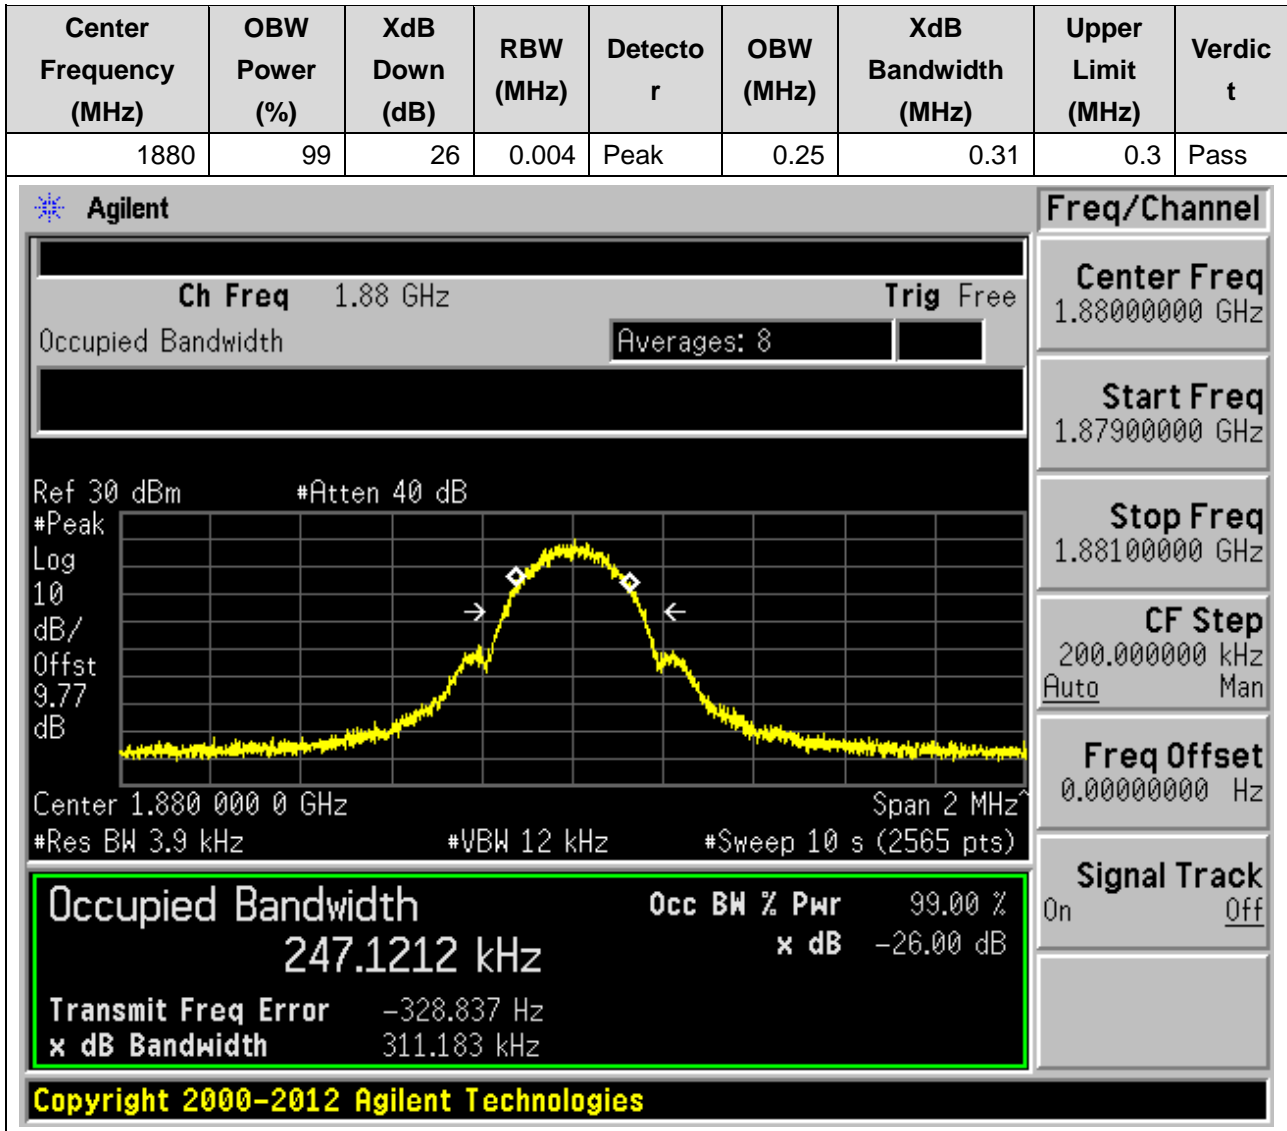 Center Frequency (MHz) OBW Power (%) XdB Down (dB) RBW (MHz) Detecto r OBW (MHz) XdB Bandwidth (MHz) Upper Limit (MHz) Verdic t
1880 99 26 0.004 Peak 0.25 0.31 0.3 Pass
Agilent
Freq/Channel
Ch Freq 1.88 GHz Trig Free
Occupied Bandwidth Averages: 8
Center Freq
1.88000000 GHz
Start Freq
1.87900000 GHz
Stop Freq
1.88100000 GHz
CF Step
200.000000 kHz
Auto Man
Freq Offset
0.00000000 Hz
Signal Track
On Off
Ref 30 dBm #Atten 40 dB
#Peak
Log
10
dB/
Offst
9.77
dB
Center 1.880 000 0 GHz Span 2 MHz^
#Res BW 3.9 kHz #VBW 12 kHz #Sweep 10 s (2565 pts)
Occupied Bandwidth Occ BW % Pwr 99.00 %
247.1212 kHz x dB -26.00 dB
Transmit Freq Error -328.837 Hz
x dB Bandwidth 311.183 kHz
Copyright 2000-2012 Agilent Technologies